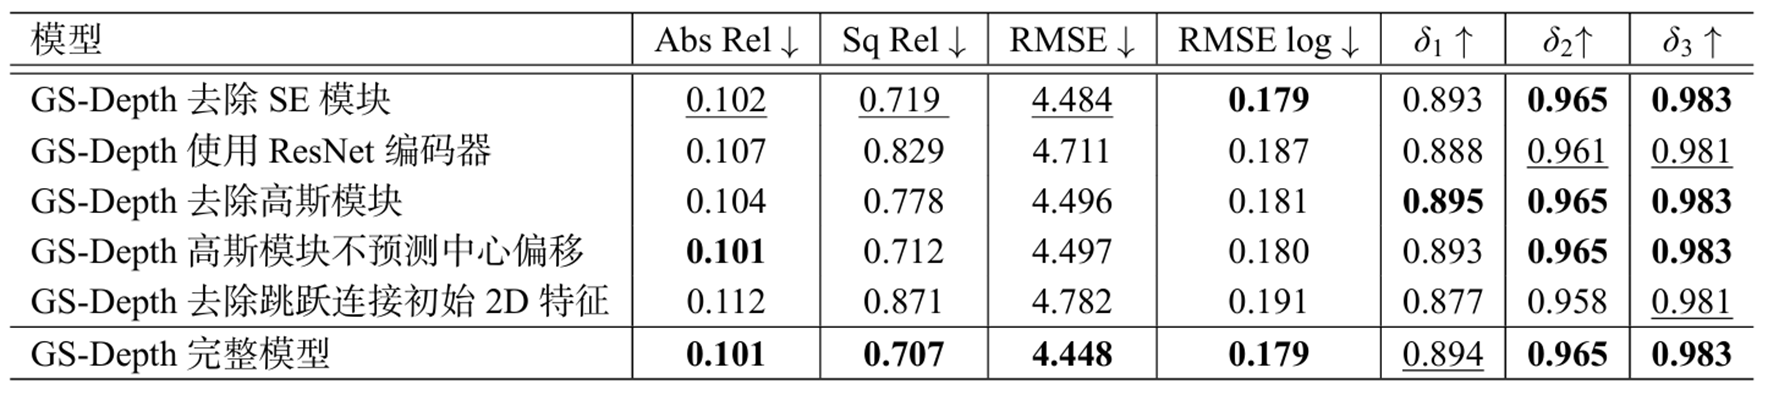 模型 Abs Rel ↓ Sq Rel ↓ RMSE ↓ RMSE log ↓ δ1 ↑ δ2↑ δ3 ↑
GS-Depth 去除 SE 模块 0.102 0.719 4.484 0.179 0.893 0.965 0.983
GS-Depth 使用 ResNet 编码器 0.107 0.829 4.711 0.187 0.888 0.961 0.981
GS-Depth 去除高斯模块 0.104 0.778 4.496 0.181 0.895 0.965 0.983
GS-Depth 高斯模块不预测中心偏移 0.101 0.712 4.497 0.180 0.893 0.965 0.983
GS-Depth 去除跳跃连接初始 2D 特征 0.112 0.871 4.782 0.191 0.877 0.958 0.981
GS-Depth 完整模型 0.101 0.707 4.448 0.179 0.894 0.965 0.983